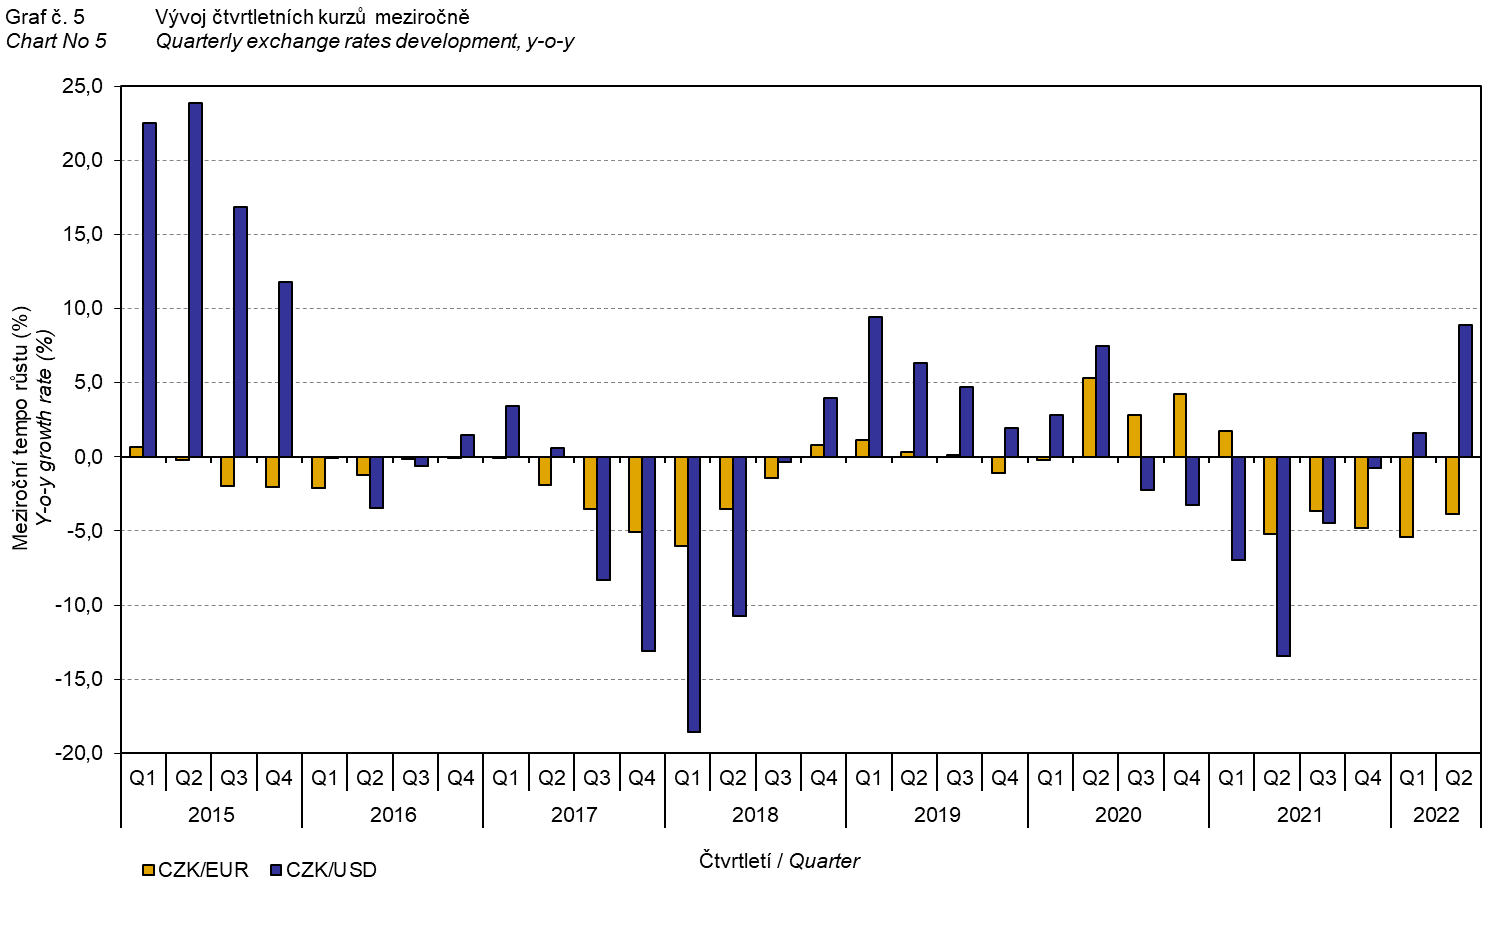 Graf č. 5 Vývoj čtvrtletních kurzů meziročně
Chart No 5 Quarterly exchange rates development, y-o-y
Meziroční tempo růstu (%)
Y-o-y growth rate (%)
25,0
20,0
15,0
10,0
5,0
0,0
-5,0
-10,0
-15,0
-20,0
Q1 Q2 Q3 Q4 Q1 Q2 Q3 Q4 Q1 Q2 Q3 Q4 Q1 Q2 Q3 Q4 Q1 Q2 Q3 Q4 Q1 Q2 Q3 Q4 Q1 Q2 Q3 Q4 Q1 Q2
2015 2016 2017 2018 2019 2020 2021 2022
Čtvrtletí / Quarter
CZK/EUR CZK/USD